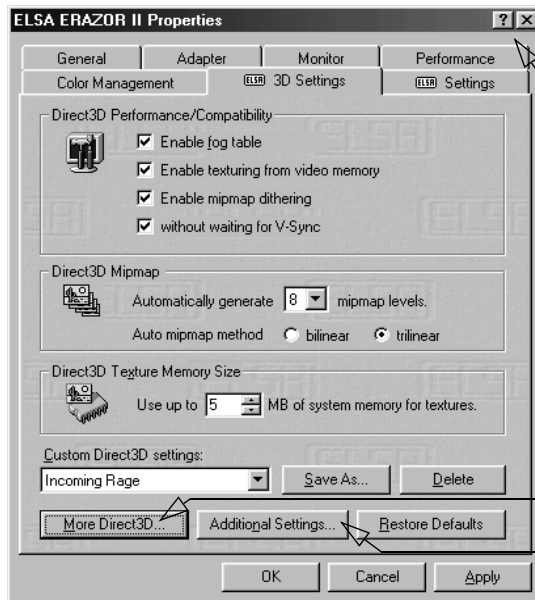 ELSA ERAZOR II Properties
General Adapter Monitor Performance
Color Management ELSA 3D Settings ELSA Settings
Direct3D Performance/Compatibility
Enable fog table
Enable texturing from video memory
Enable mipmap dithering
without waiting for V-Sync
Direct3D Mipmap
Automatically generate 8 mipmap levels.
Auto mipmap method bilinear trilinear
Direct3D Texture Memory Size
Use up to 5 MB of system memory for textures.
Custom Direct3D settings:
Incoming Rage Save As... Delete
More Direct3D... Additional Settings... Restore Defaults
OK Cancel Apply